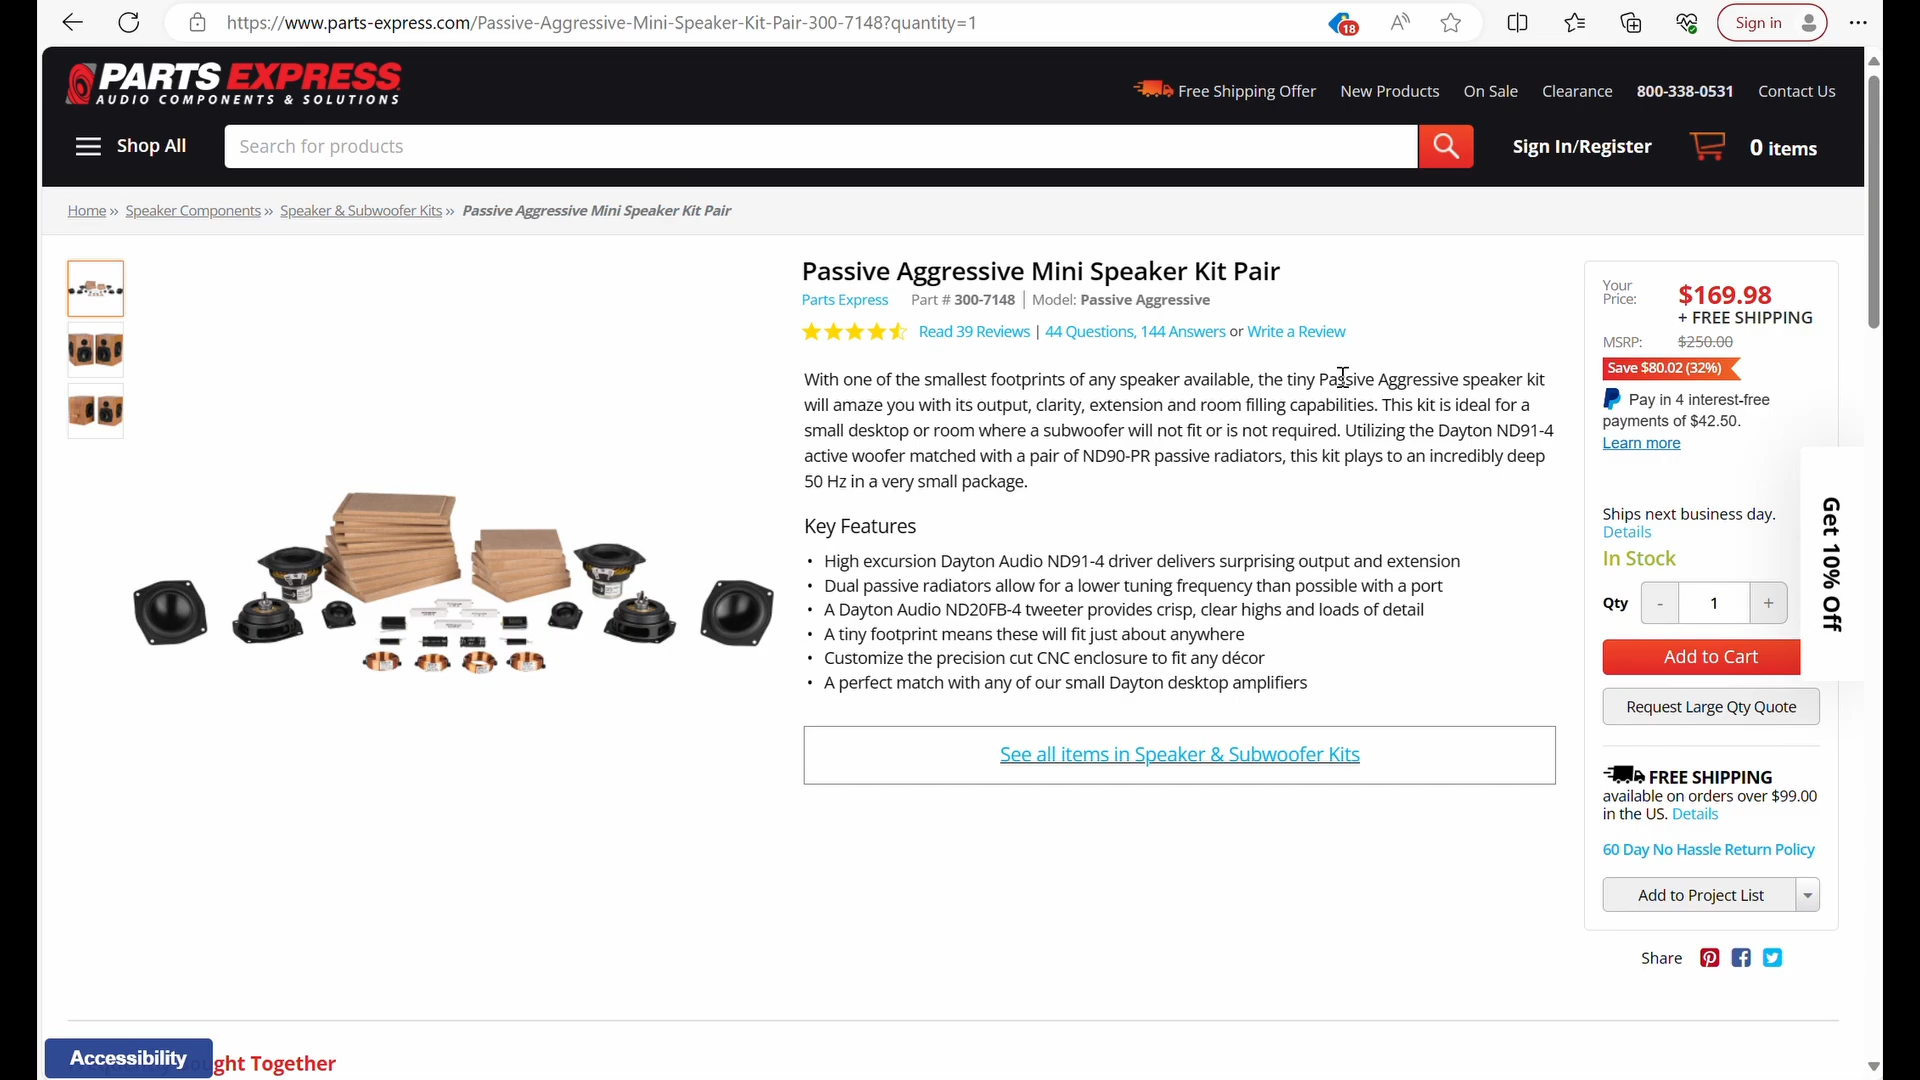 https://www.parts-express.com/Passive-Aggressive-Mini-Speaker-Kit-Pair-300-7148?quantity=1
18
Sign in
PARTS EXPRESS
AUDIO COMPONENTS & SOLUTIONS
Free Shipping Offer
New Products
On Sale
Clearance
800-338-0531
Contact Us
Shop All
Search for products
Sign In/Register
0 items
Home » Speaker Components » Speaker & Subwoofer Kits » Passive Aggressive Mini Speaker Kit Pair
Passive Aggressive Mini Speaker Kit Pair
Parts Express Part # 300-7148 | Model: Passive Aggressive
Read 39 Reviews | 44 Questions, 144 Answers or Write a Review
With one of the smallest footprints of any speaker available, the tiny Passive Aggressive speaker kit
will amaze you with its output, clarity, extension and room filling capabilities. This kit is ideal for a
small desktop or room where a subwoofer will not fit or is not required. Utilizing the Dayton ND91-4
active woofer matched with a pair of ND90-PR passive radiators, this kit plays to an incredibly deep
50 Hz in a very small package.
Key Features
• High excursion Dayton Audio ND91-4 driver delivers surprising output and extension
• Dual passive radiators allow for a lower tuning frequency than possible with a port
• A Dayton Audio ND20FB-4 tweeter provides crisp, clear highs and loads of detail
• A tiny footprint means these will fit just about anywhere
• Customize the precision cut CNC enclosure to fit any décor
• A perfect match with any of our small Dayton desktop amplifiers
See all items in Speaker & Subwoofer Kits
Your Price: $169.98
+ FREE SHIPPING
MSRP: $250.00
Save $80.02 (32%)
Pay in 4 interest-free
payments of $42.50.
Learn more
Ships next business day.
Details
In Stock
Qty - 1 +
Add to Cart
Request Large Qty Quote
FREE SHIPPING
available on orders over $99.00
in the US. Details
60 Day No Hassle Return Policy
Add to Project List
Share
Get 10% Off
Accessibility
ght Together